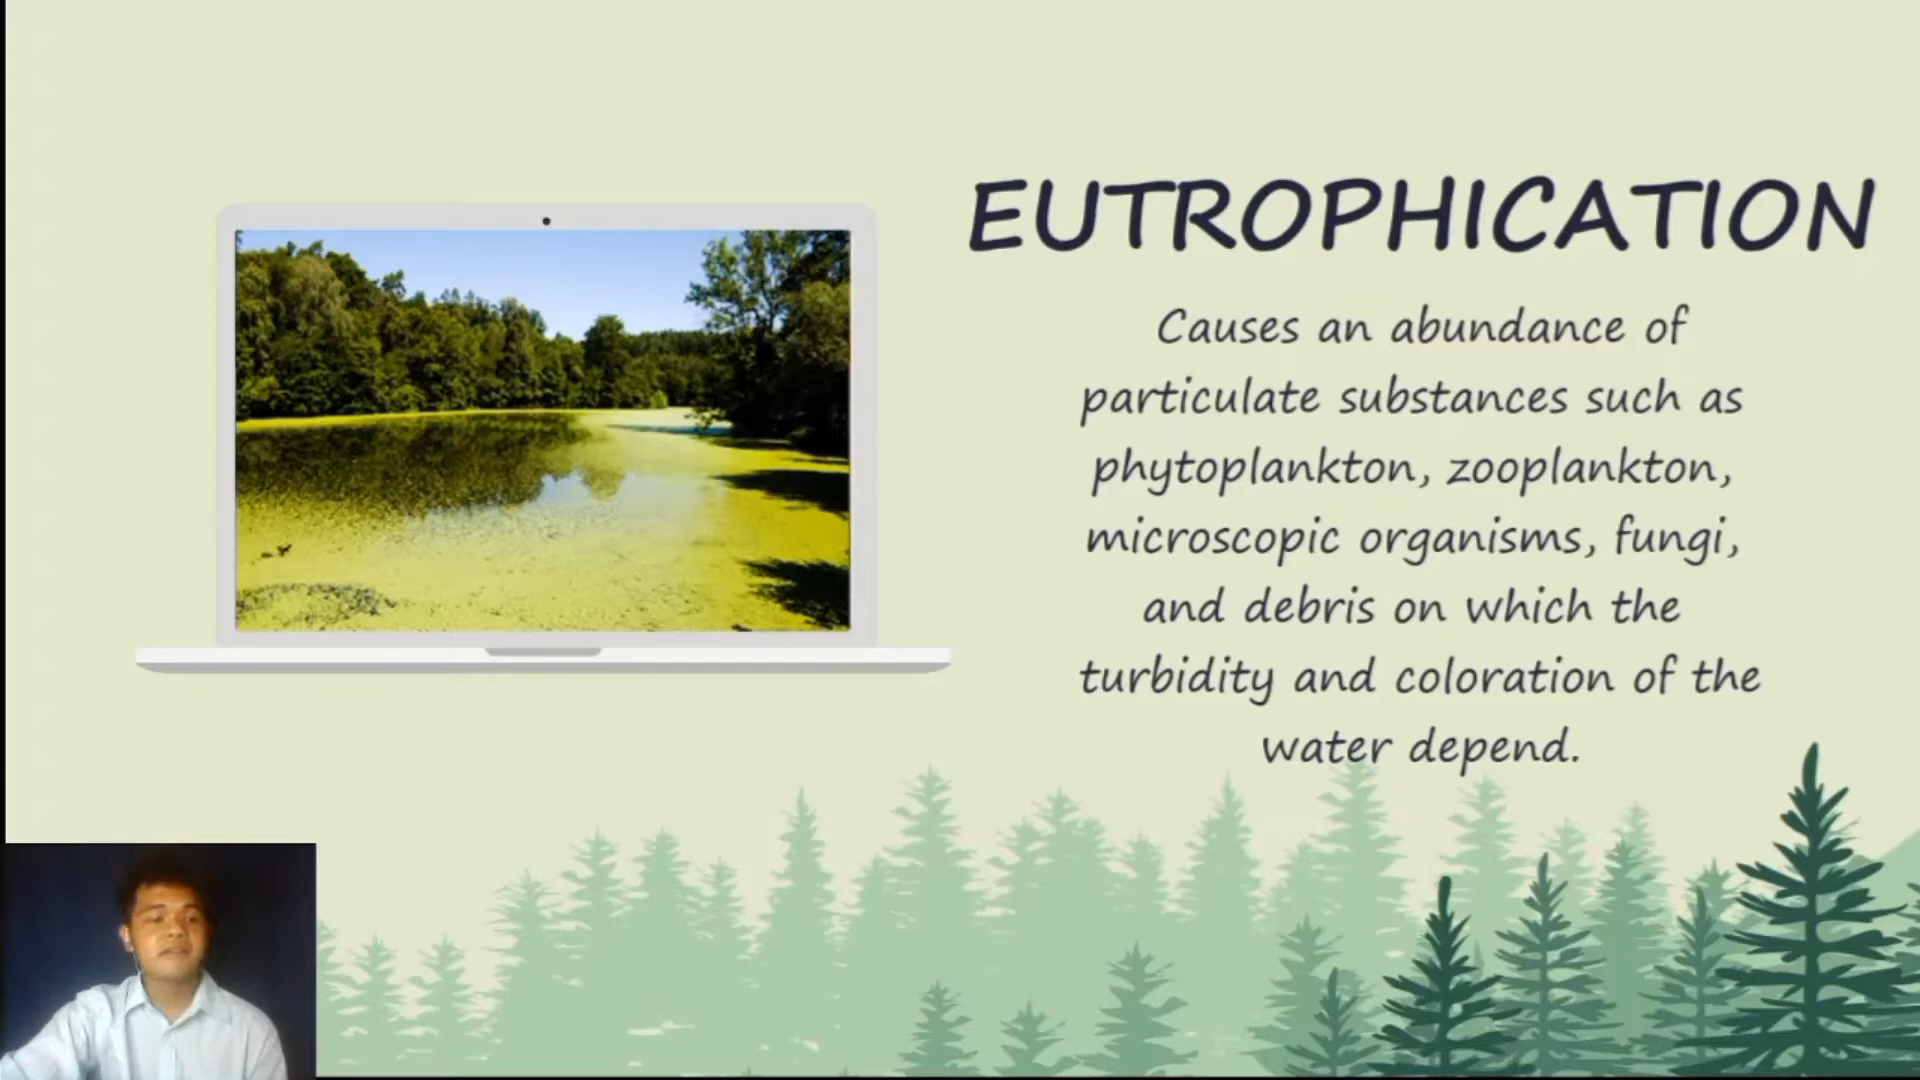 EUTROPHICATION
Causes an abundance of
particulate substances such as
phytoplankton, zooplankton,
microscopic organisms, fungi,
and debris on which the
turbidity and coloration of the
water depend.